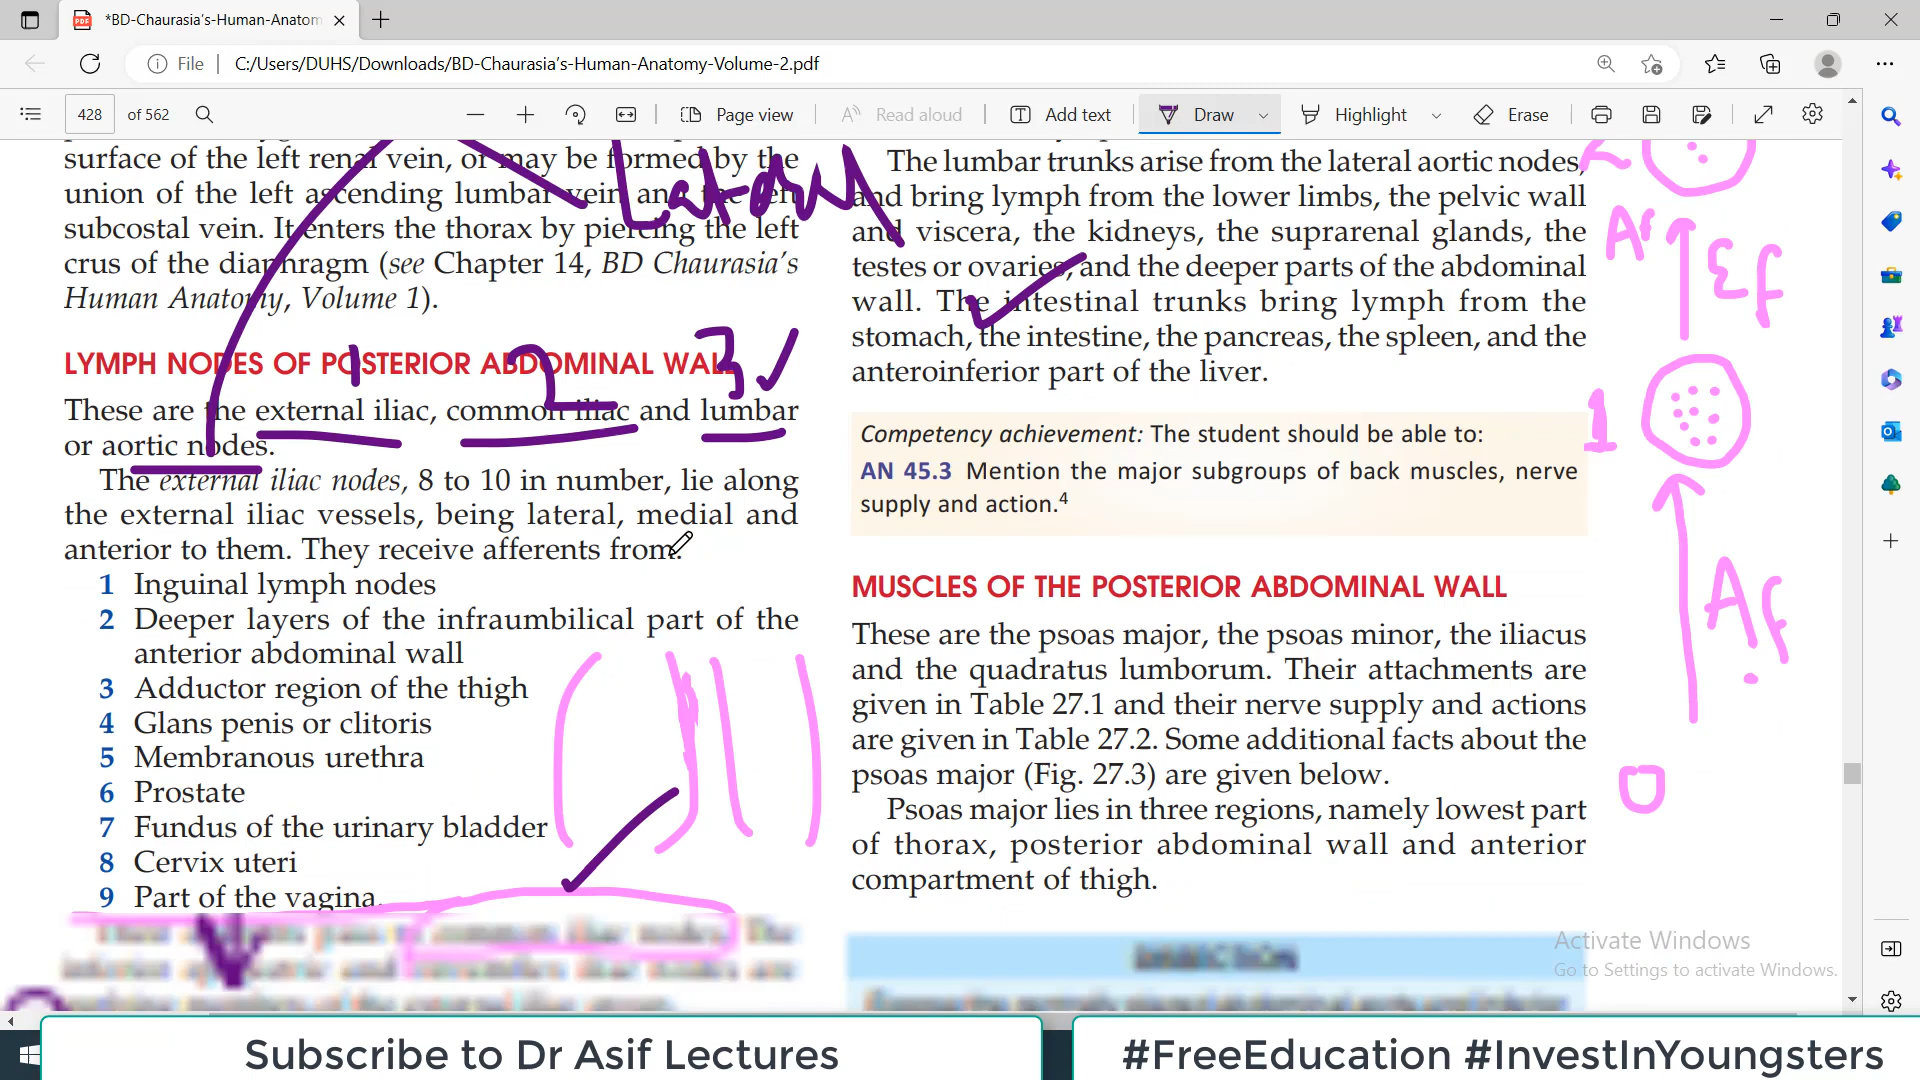 *BD-Chaurasia's-Human-Anatom
File
C:/Users/DUHS/Downloads/BD-Chaurasia's-Human-Anatomy-Volume-2.pdf
428 of 562
Page view
Read aloud
Add text
Draw
Highlight
Erase
surface of the left renal vein, or may be formed by the
union of the left ascending lumbar vein and the left
subcostal vein. It enters the thorax by piercing the left
crus of the diaphragm (see Chapter 14, BD Chaurasia's
Human Anatomy, Volume 1).
LYMPH NODES OF POSTERIOR ABDOMINAL WALL
1 2 3
These are the external iliac, common iliac and lumbar
or aortic nodes.
The external iliac nodes, 8 to 10 in number, lie along
the external iliac vessels, being lateral, medial and
anterior to them. They receive afferents from:
1 Inguinal lymph nodes
2 Deeper layers of the infraumbilical part of the
anterior abdominal wall
3 Adductor region of the thigh
4 Glans penis or clitoris
5 Membranous urethra
6 Prostate
7 Fundus of the urinary bladder
8 Cervix uteri
9 Part of the vagina.
The lumbar trunks arise from the lateral aortic nodes,
and bring lymph from the lower limbs, the pelvic wall
and viscera, the kidneys, the suprarenal glands, the
testes or ovaries, and the deeper parts of the abdominal
wall. The intestinal trunks bring lymph from the
stomach, the intestine, the pancreas, the spleen, and the
anteroinferior part of the liver.
Competency achievement: The student should be able to:
AN 45.3 Mention the major subgroups of back muscles, nerve
supply and action.4
MUSCLES OF THE POSTERIOR ABDOMINAL WALL
These are the psoas major, the psoas minor, the iliacus
and the quadratus lumborum. Their attachments are
given in Table 27.1 and their nerve supply and actions
are given in Table 27.2. Some additional facts about the
psoas major (Fig. 27.3) are given below.
Psoas major lies in three regions, namely lowest part
of thorax, posterior abdominal wall and anterior
compartment of thigh.
2
Af Ef
1
Af
Activate Windows
Go to Settings to activate Windows.
Subscribe to Dr Asif Lectures
#FreeEducation #InvestInYoungsters